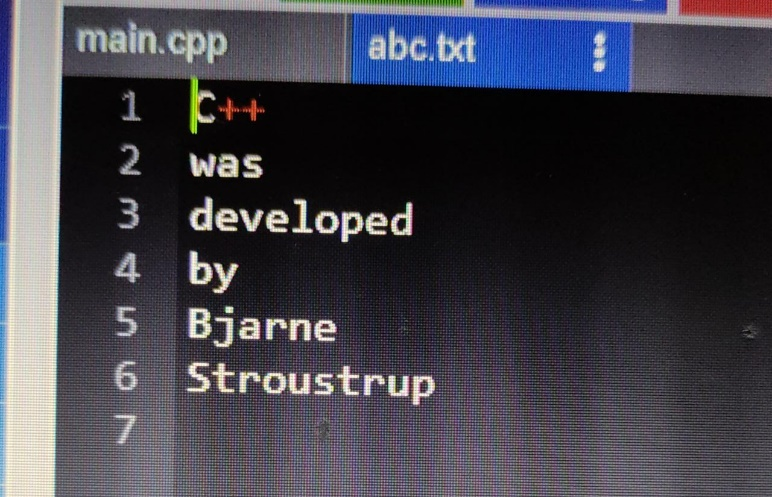 main.cpp abc.txt
1 C++
2 was
3 developed
4 by
5 Bjarne
6 Stroustrup
7